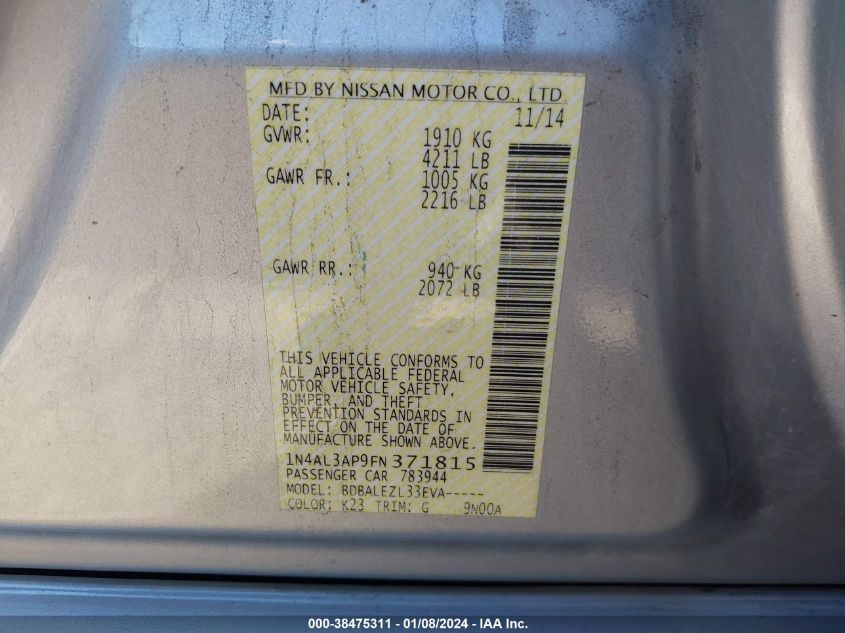 MFD BY NISSAN MOTOR CO., LTD.
DATE: 11/14
GVWR: 1910 KG
4211 LB
GAWR FR.: 1005 KG
2216 LB
GAWR RR.: 940 KG
2072 LB
THIS VEHICLE CONFORMS TO
ALL APPLICABLE FEDERAL
MOTOR VEHICLE SAFETY,
BUMPER, AND THEFT
PREVENTION STANDARDS IN
EFFECT ON THE DATE OF
MANUFACTURE SHOWN ABOVE.
1N4AL3AP9FN371815
PASSENGER CAR 783944
MODEL: BDBALEZL33EVA-----
COLOR: K23 TRIM: G 9N00A
000-38475311 - 01/08/2024 - IAA Inc.